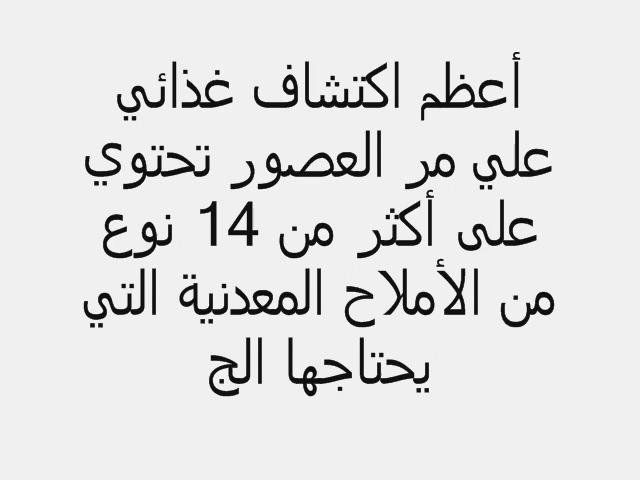 أعظم اكتشاف غذائي
علي مر العصور تحتوي
على أكثر من 14 نوع
من الأملاح المعدنية التي
يحتاجها الج